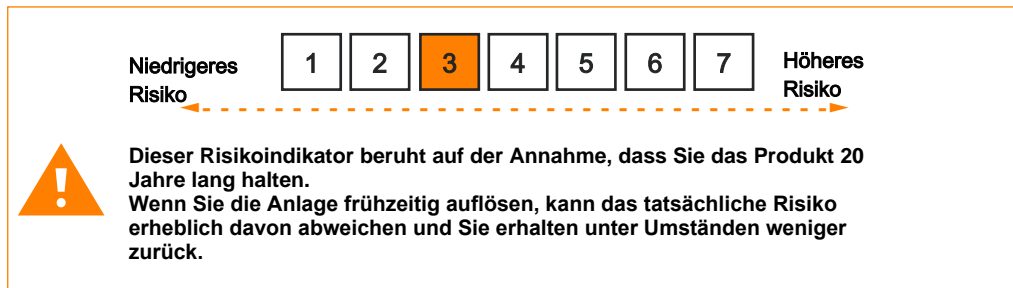 Niedrigeres
Risiko
1 2 3 4 5 6 7
Höheres
Risiko
!
Dieser Risikoindikator beruht auf der Annahme, dass Sie das Produkt 20
Jahre lang halten.
Wenn Sie die Anlage frühzeitig auflösen, kann das tatsächliche Risiko
erheblich davon abweichen und Sie erhalten unter Umständen weniger
zurück.